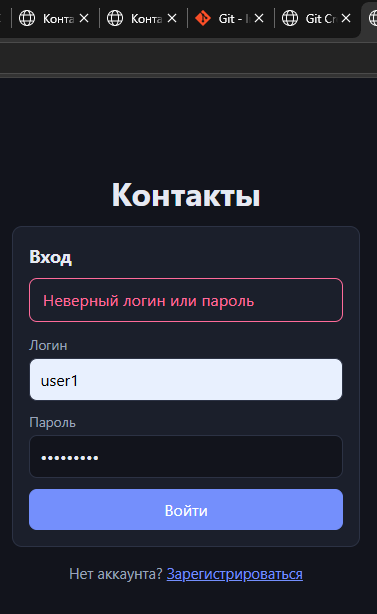 Конта
Конта
Git - I
Git Cr
Контакты
Вход
Неверный логин или пароль
Логин
user1
Пароль
•••••••••
Войти
Нет аккаунта? Зарегистрироваться